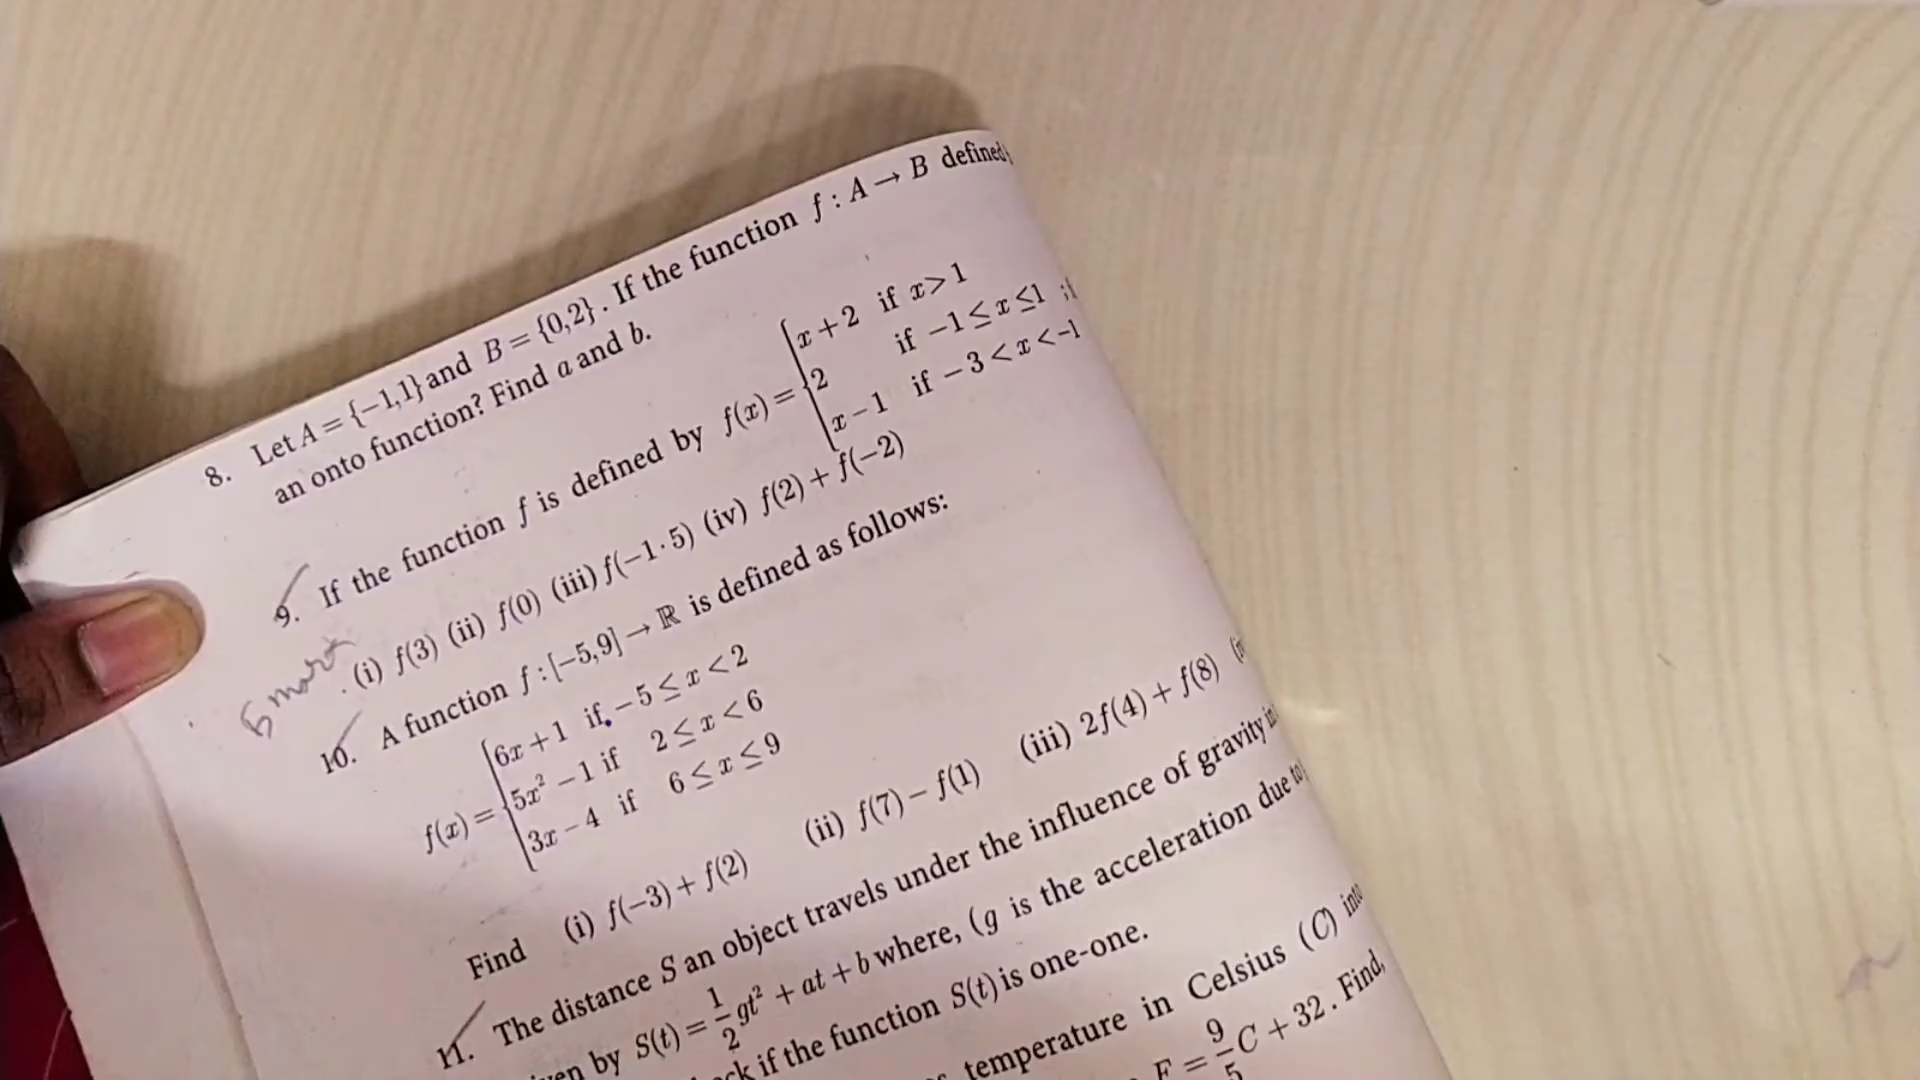 8. Let A = {−1,1} and B = {0,2}. If the function f : A → B defined
an onto function? Find a and b.
9. If the function f is defined by f(x) = { x + 2 if x > 1
2 if −1 ≤ x ≤ 1
x − 1 if −3 < x < −1
(i) f(3) (ii) f(0) (iii) f(−1·5) (iv) f(2) + f(−2)
5 mark
10. A function f : [−5,9] → ℝ is defined as follows:
f(x) = { 6x + 1 if −5 ≤ x < 2
5x² − 1 if 2 ≤ x < 6
3x − 4 if 6 ≤ x ≤ 9
Find (i) f(−3) + f(2) (ii) f(7) − f(1) (iii) 2f(4) + f(8)
11. The distance S an object travels under the influence of gravity
by S(t) = 1/2 gt² + at + b where, (g is the acceleration due to
if the function S(t) is one-one.
temperature in Celsius (C) into
F = 9/5 C + 32. Find,